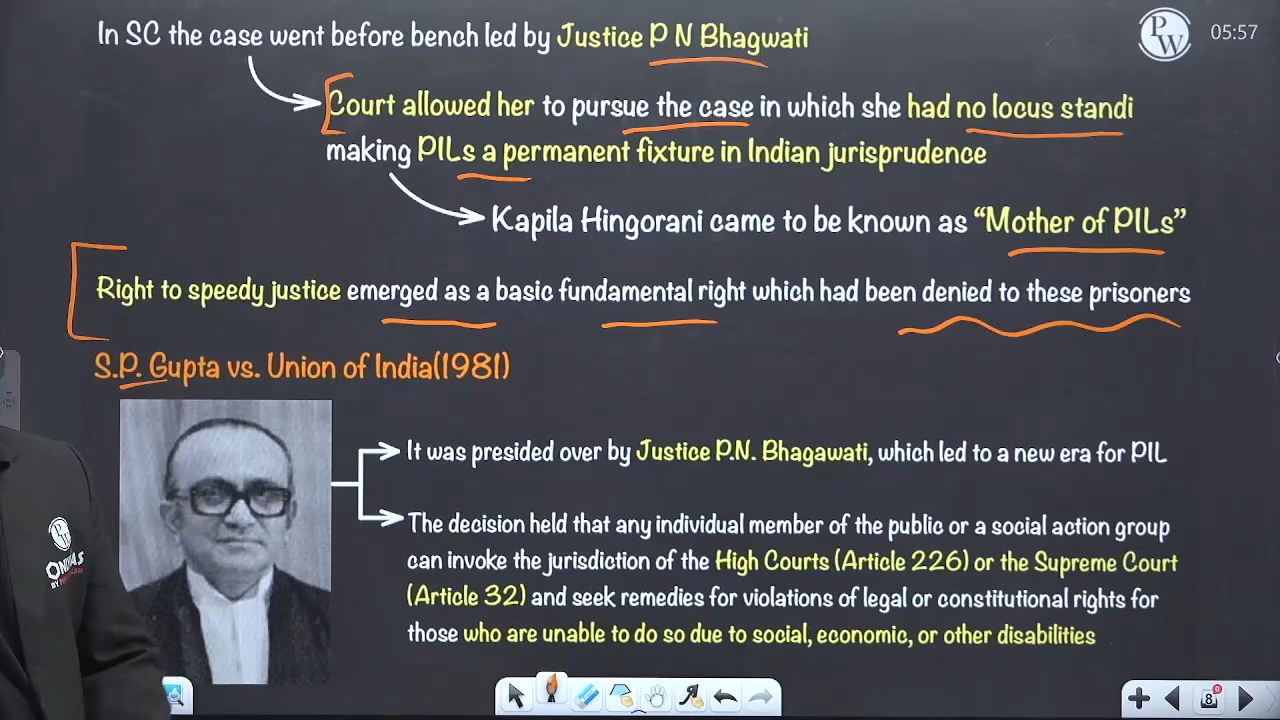 In SC the case went before bench led by Justice P N Bhagwati
PW
05:57
Court allowed her to pursue the case in which she had no locus standi
making PILs a permanent fixture in Indian jurisprudence
Kapila Hingorani came to be known as “Mother of PILs”
Right to speedy justice emerged as a basic fundamental right which had been denied to these prisoners
S.P. Gupta vs. Union of India(1981)
It was presided over by Justice P.N. Bhagawati, which led to a new era for PIL
The decision held that any individual member of the public or a social action group
can invoke the jurisdiction of the High Courts (Article 226) or the Supreme Court
(Article 32) and seek remedies for violations of legal or constitutional rights for
those who are unable to do so due to social, economic, or other disabilities
PW
8